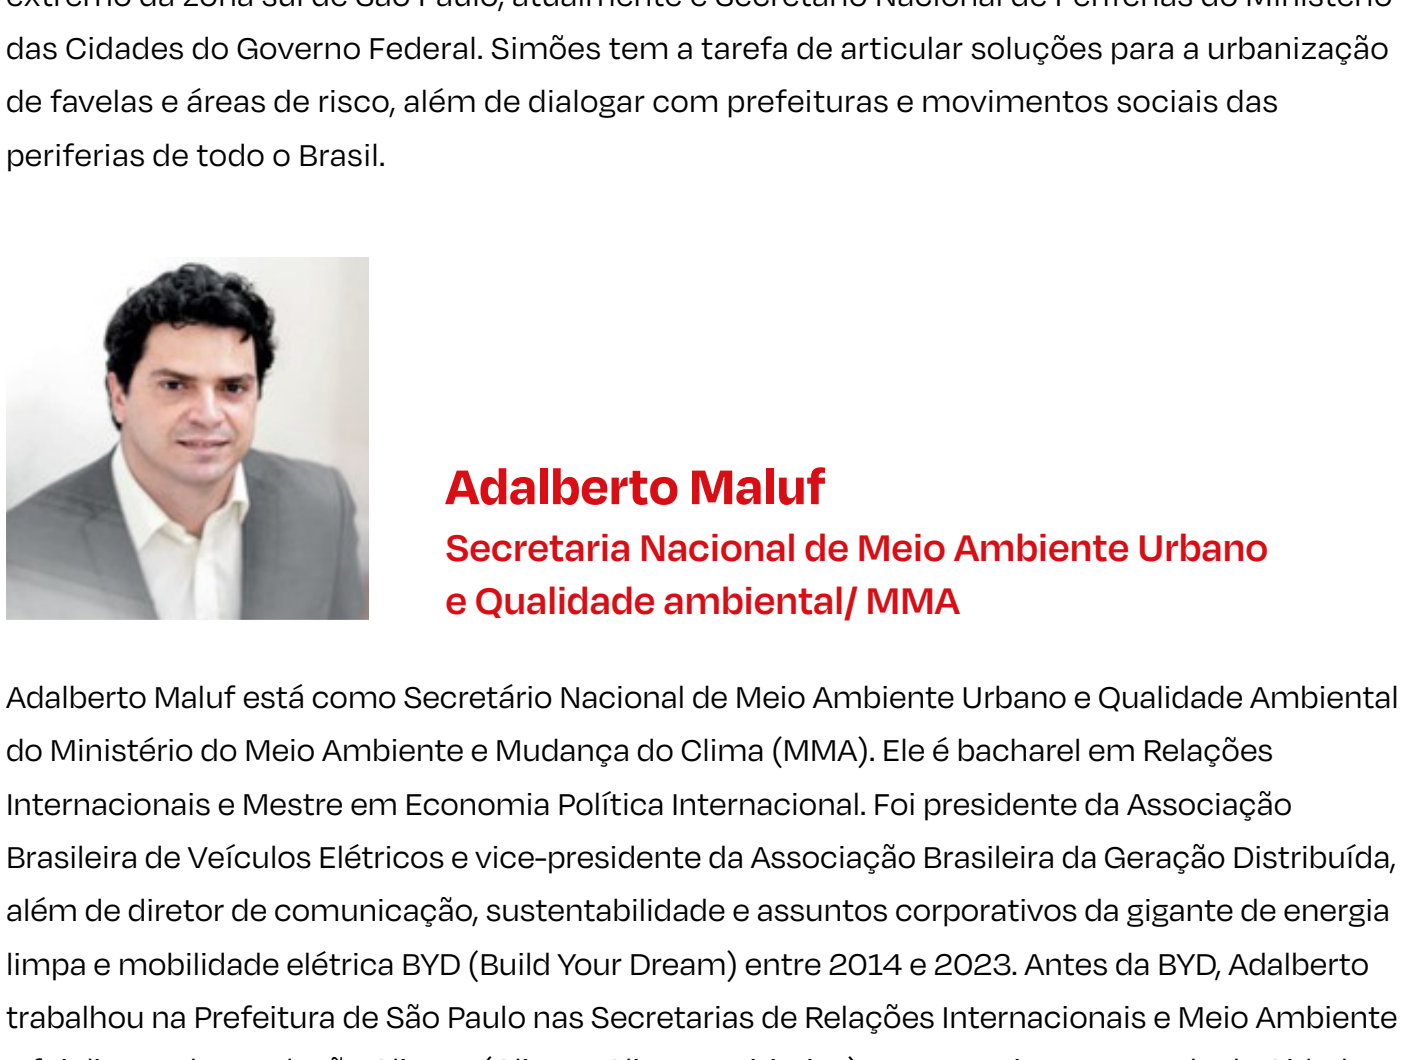 das Cidades do Governo Federal. Simões tem a tarefa de articular soluções para a urbanização
de favelas e áreas de risco, além de dialogar com prefeituras e movimentos sociais das
periferias de todo o Brasil.
Adalberto Maluf
Secretaria Nacional de Meio Ambiente Urbano
e Qualidade ambiental/ MMA
Adalberto Maluf está como Secretário Nacional de Meio Ambiente Urbano e Qualidade Ambiental
do Ministério do Meio Ambiente e Mudança do Clima (MMA). Ele é bacharel em Relações
Internacionais e Mestre em Economia Política Internacional. Foi presidente da Associação
Brasileira de Veículos Elétricos e vice-presidente da Associação Brasileira da Geração Distribuída,
além de diretor de comunicação, sustentabilidade e assuntos corporativos da gigante de energia
limpa e mobilidade elétrica BYD (Build Your Dream) entre 2014 e 2023. Antes da BYD, Adalberto
trabalhou na Prefeitura de São Paulo nas Secretarias de Relações Internacionais e Meio Ambiente